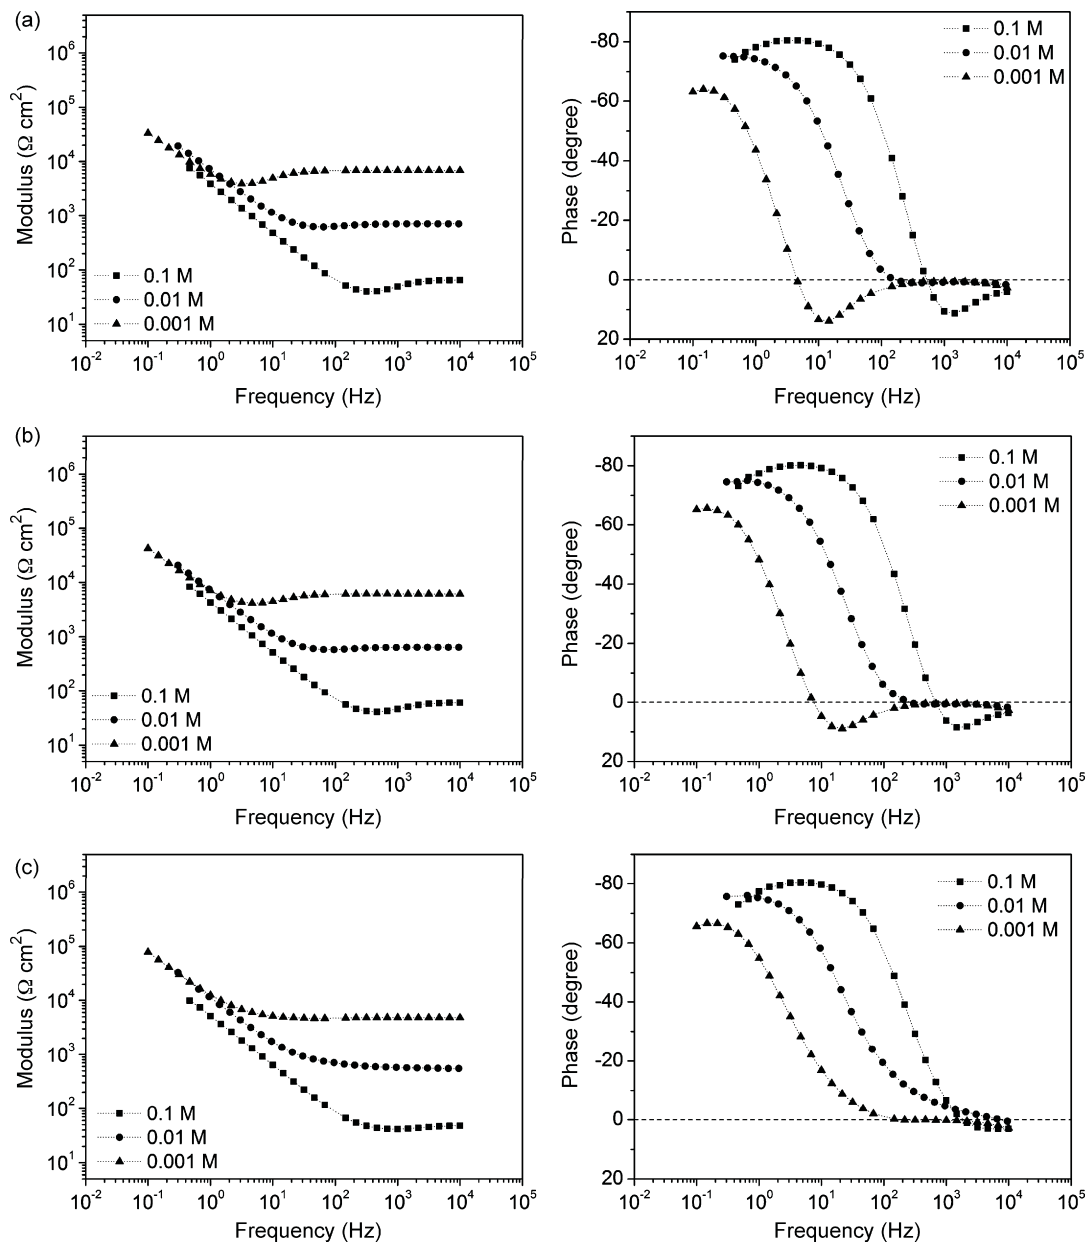 (a)
Modulus (Ω cm²)
10⁶
10⁵
10⁴
10³
10²
10¹
0.1 M
0.01 M
0.001 M
10⁻² 10⁻¹ 10⁰ 10¹ 10² 10³ 10⁴ 10⁵
Frequency (Hz)
Phase (degree)
-80
-60
-40
-20
0
20
0.1 M
0.01 M
0.001 M
10⁻² 10⁻¹ 10⁰ 10¹ 10² 10³ 10⁴ 10⁵
Frequency (Hz)
(b)
Modulus (Ω cm²)
10⁶
10⁵
10⁴
10³
10²
10¹
0.1 M
0.01 M
0.001 M
10⁻² 10⁻¹ 10⁰ 10¹ 10² 10³ 10⁴ 10⁵
Frequency (Hz)
Phase (degree)
-80
-60
-40
-20
0
20
0.1 M
0.01 M
0.001 M
10⁻² 10⁻¹ 10⁰ 10¹ 10² 10³ 10⁴ 10⁵
Frequency (Hz)
(c)
Modulus (Ω cm²)
10⁶
10⁵
10⁴
10³
10²
10¹
0.1 M
0.01 M
0.001 M
10⁻² 10⁻¹ 10⁰ 10¹ 10² 10³ 10⁴ 10⁵
Frequency (Hz)
Phase (degree)
-80
-60
-40
-20
0
20
0.1 M
0.01 M
0.001 M
10⁻² 10⁻¹ 10⁰ 10¹ 10² 10³ 10⁴ 10⁵
Frequency (Hz)